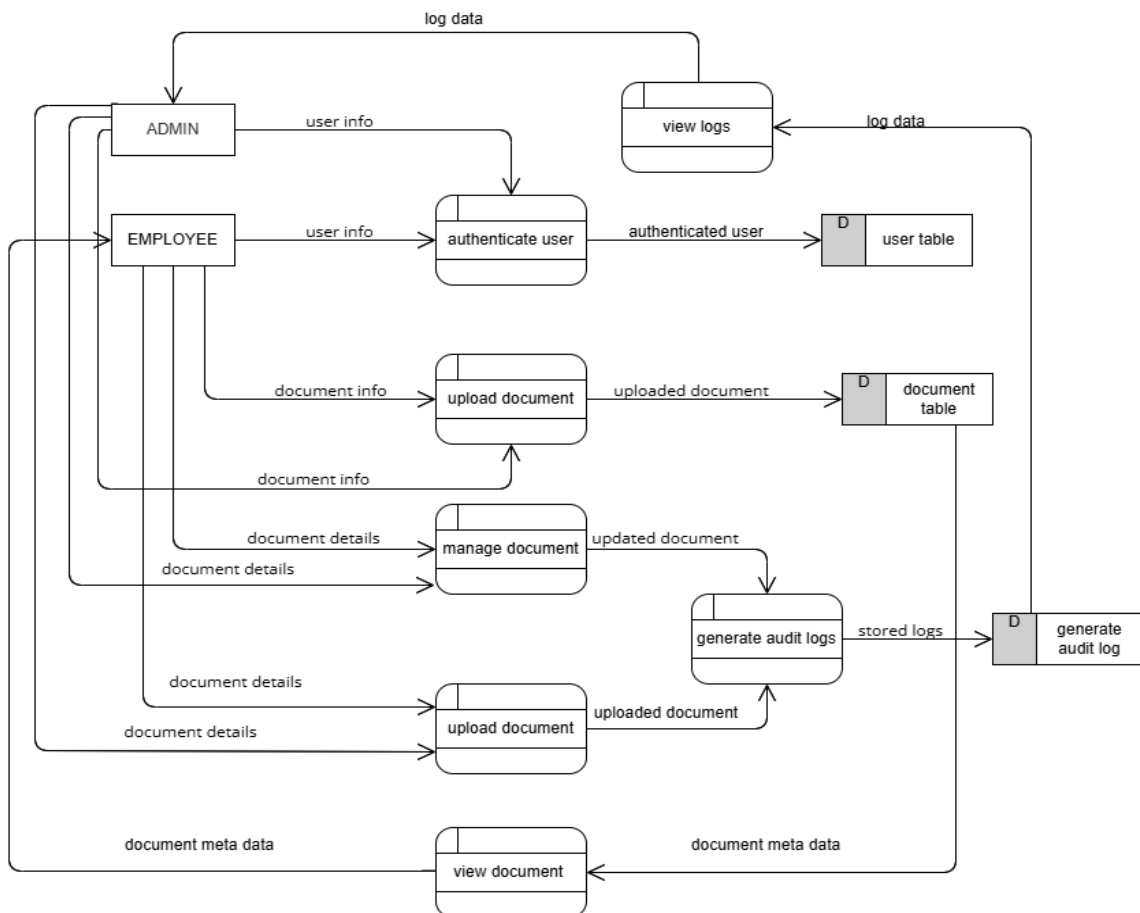 log data
ADMIN
user info
view logs
log data
EMPLOYEE
user info
authenticate user
authenticated user
D
user table
document info
upload document
uploaded document
D
document
table
document info
document details
manage document
updated document
document details
generate audit logs
stored logs
D
generate
audit log
document details
upload document
uploaded document
document details
document meta data
view document
document meta data